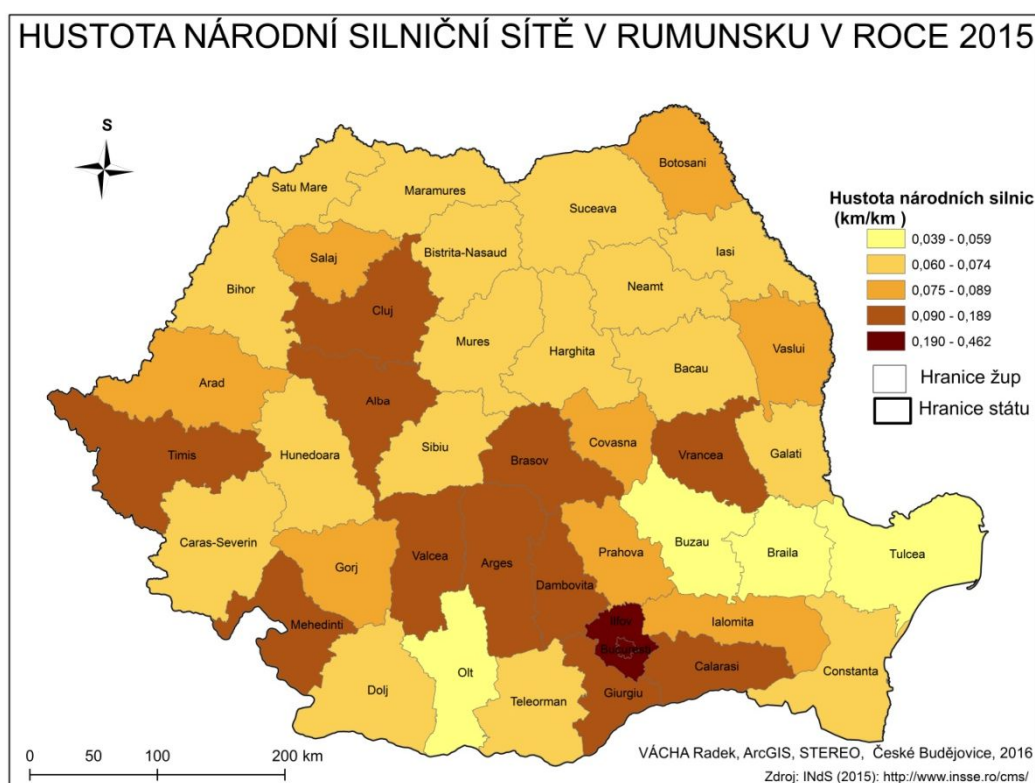 HUSTOTA NÁRODNÍ SILNIČNÍ SÍTĚ V RUMUNSKU V ROCE 2015
S
Botosani
Satu Mare
Maramures
Suceava
Hustota národních silnic
(km/km )
0,039 - 0,059
0,060 - 0,074
0,075 - 0,089
0,090 - 0,189
0,190 - 0,462
Hranice žup
Hranice státu
Salaj
Bistrita-Nasaud
Iasi
Bihor
Neamt
Cluj
Mures
Harghita
Vaslui
Bacau
Arad
Alba
Sibiu
Covasna
Timis
Hunedoara
Brasov
Vrancea
Galati
Caras-Severin
Gorj
Valcea
Arges
Dambovita
Prahova
Buzau
Braila
Tulcea
Mehedinti
Ilfov
Ialomita
Bucuresti
Olt
Calarasi
Constanta
Dolj
Teleorman
Giurgiu
0 50 100 200 km
VÁCHA Radek, ArcGIS, STEREO, České Budějovice, 2016
Zdroj: INdS (2015): http://www.insse.ro/cms/